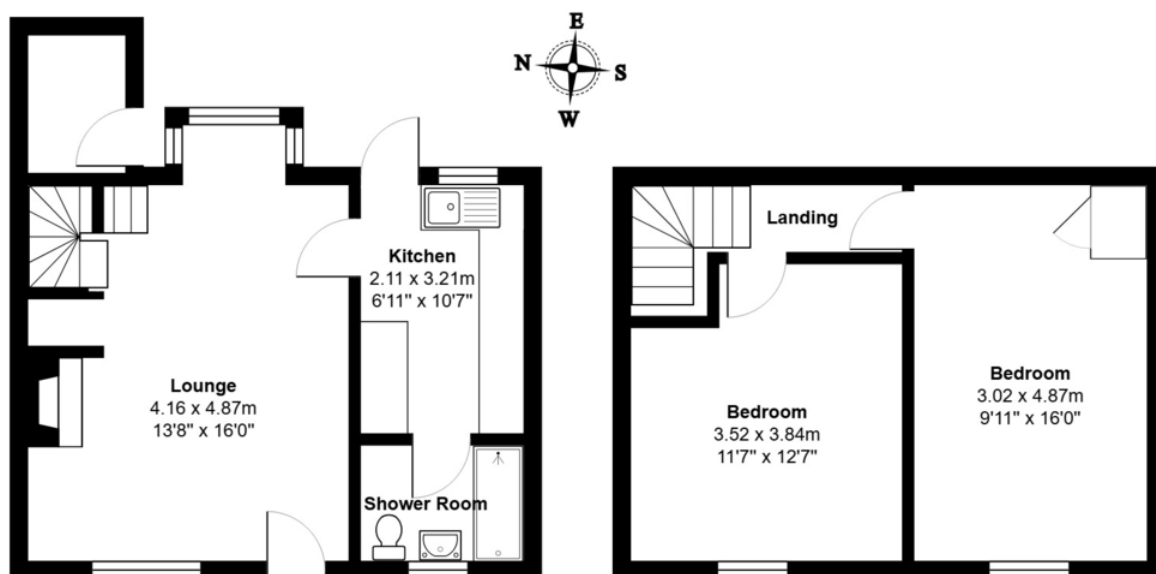 E
N
S
W
Kitchen
2.11 x 3.21m
6'11" x 10'7"
Lounge
4.16 x 4.87m
13'8" x 16'0"
Shower Room
Landing
Bedroom
3.52 x 3.84m
11'7" x 12'7"
Bedroom
3.02 x 4.87m
9'11" x 16'0"